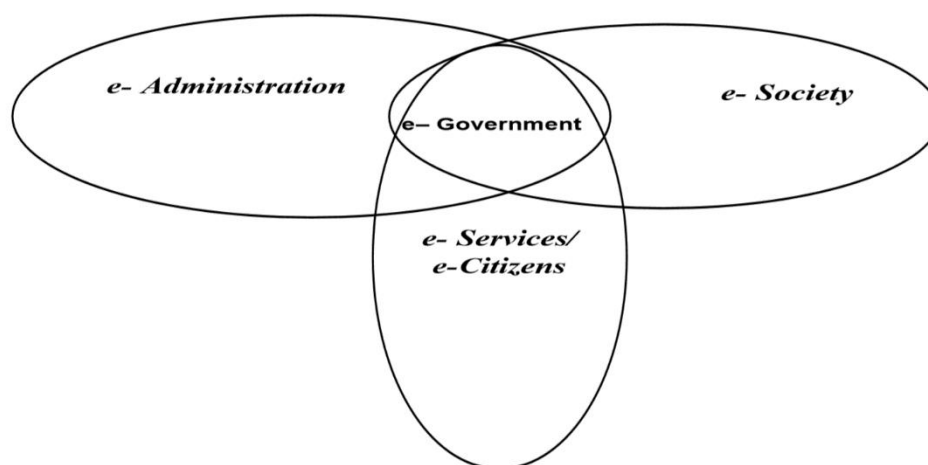 e- Administration
e- Society
e– Government
e- Services/
e-Citizens